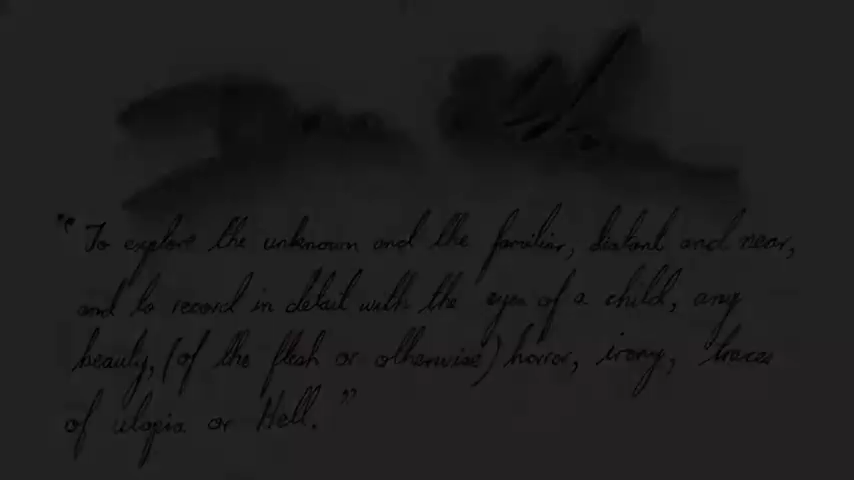 "To explore the unknown and the familiar, distant and near,
and to record in detail with the eyes of a child, any
beauty, (of the flesh or otherwise) horror, irony, traces
of utopia or Hell."